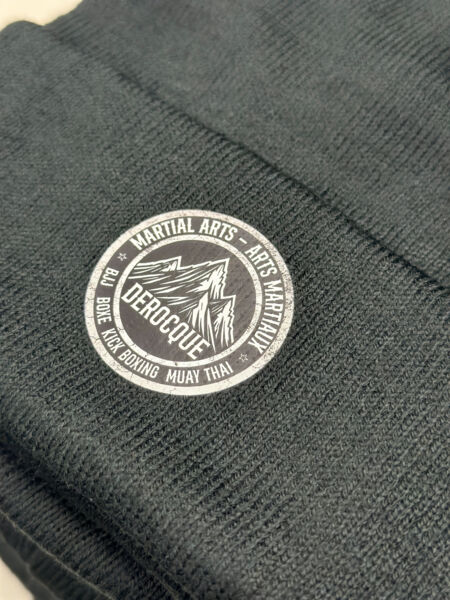 MARTIAL ARTS - ARTS MARTIAUX
DEROCQUE
BJJ BOXE KICK BOXING MUAY THAI